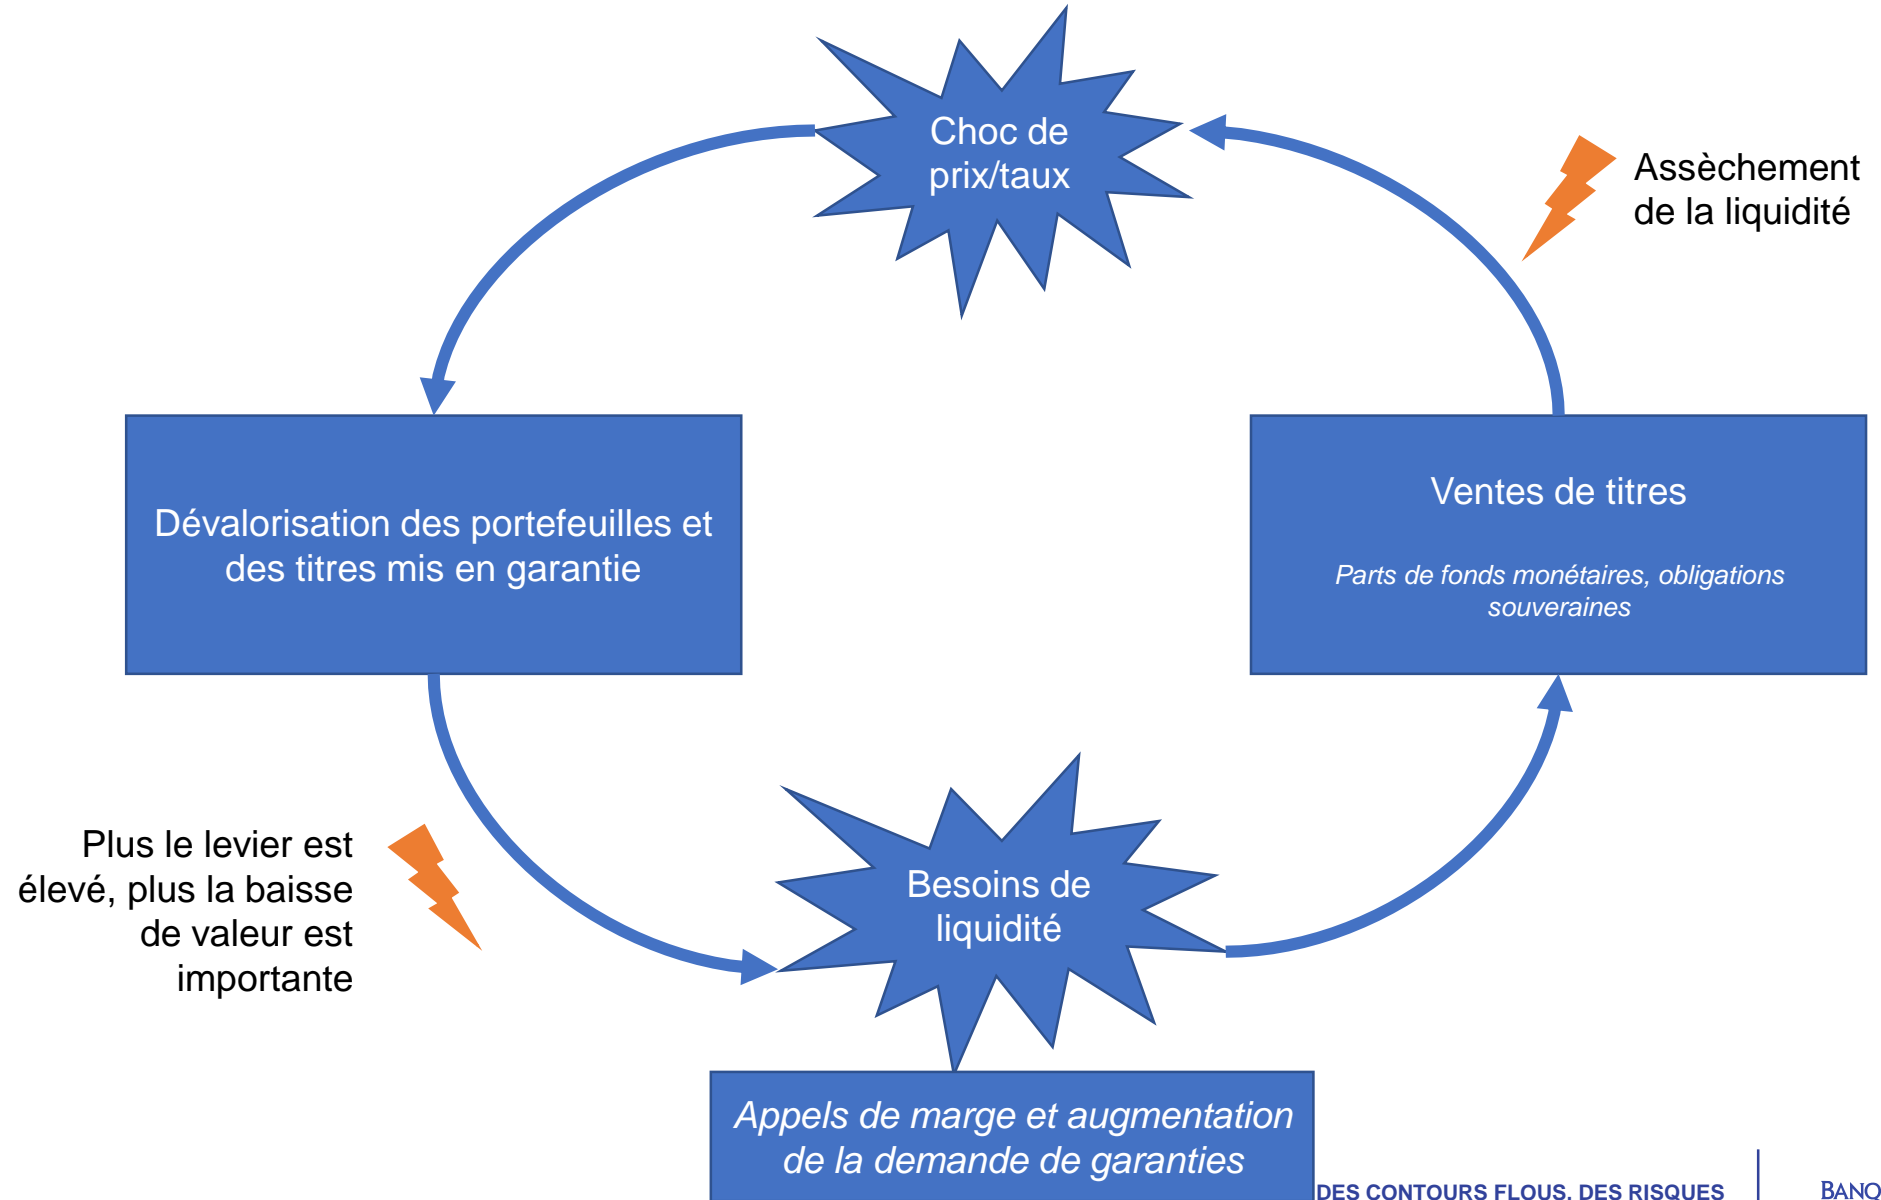 Choc de
prix/taux
Assèchement
de la liquidité
Dévalorisation des portefeuilles et
des titres mis en garantie
Ventes de titres
Parts de fonds monétaires, obligations
souveraines
Plus le levier est
élevé, plus la baisse
de valeur est
importante
Besoins de
liquidité
Appels de marge et augmentation
de la demande de garanties
DES CONTOURS FLOUS, DES RISQUES
BANQ